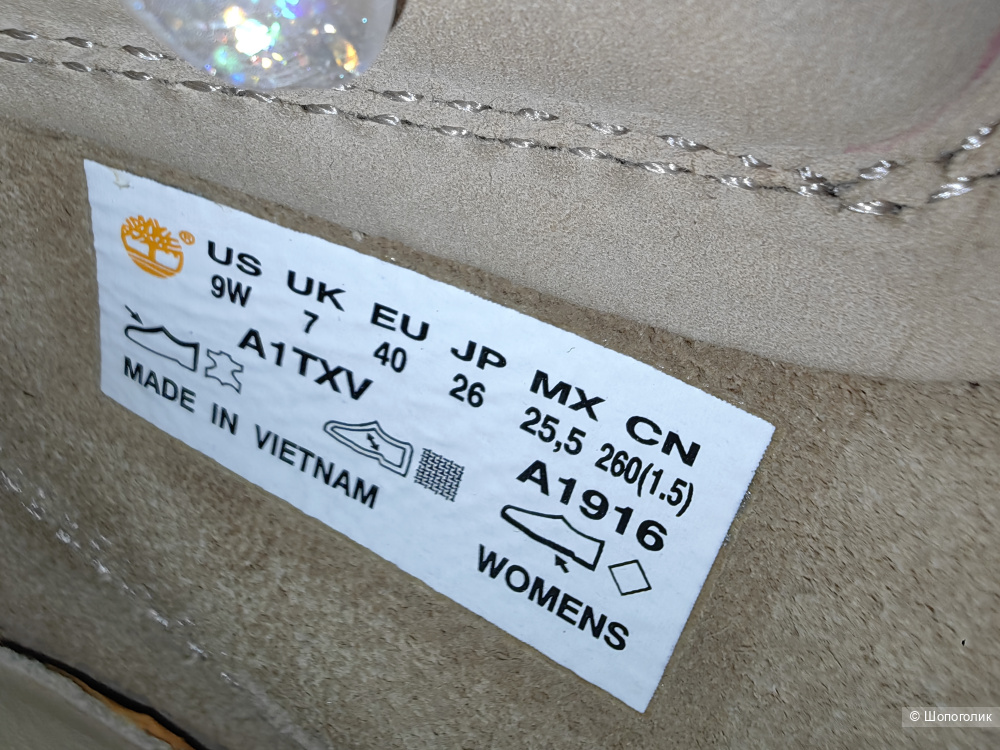 ® US UK EU JP MX CN
9W 7 40 26 25,5 260(1.5)
A1TXV A1916
MADE IN VIETNAM
WOMENS
© Шопоголик